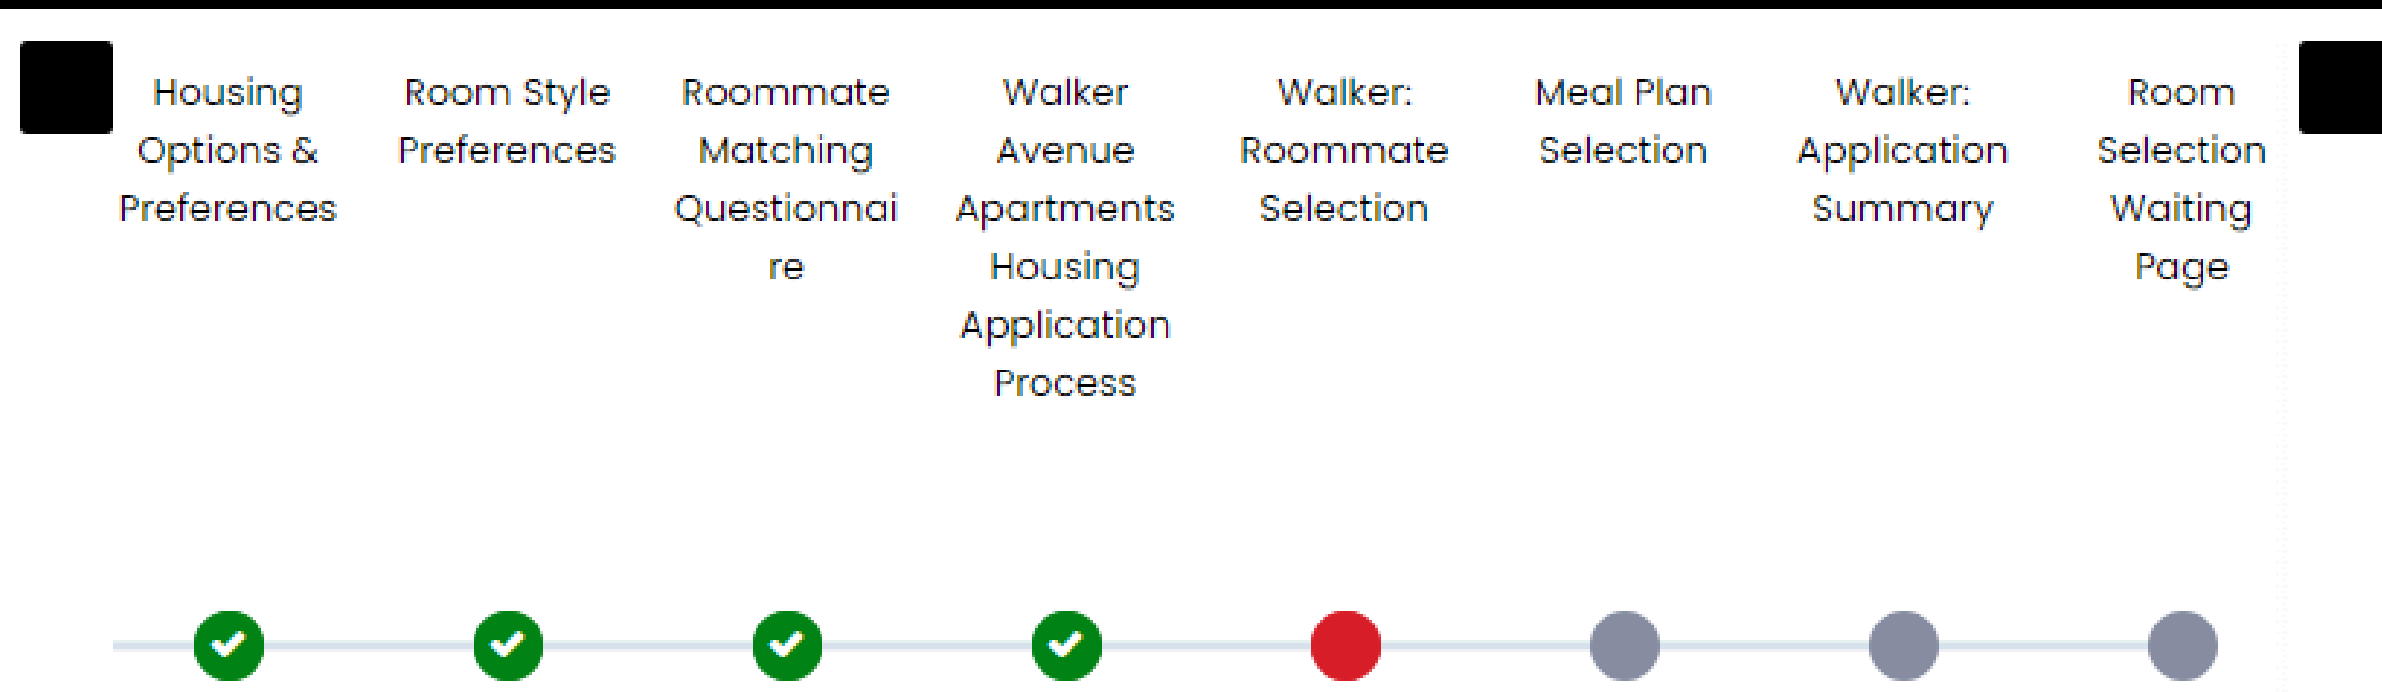 Housing
Options &
Preferences
Room Style
Preferences
Roommate
Matching
Questionnai
re
Walker
Avenue
Apartments
Housing
Application
Process
Walker:
Roommate
Selection
Meal Plan
Selection
Walker:
Application
Summary
Room
Selection
Waiting
Page